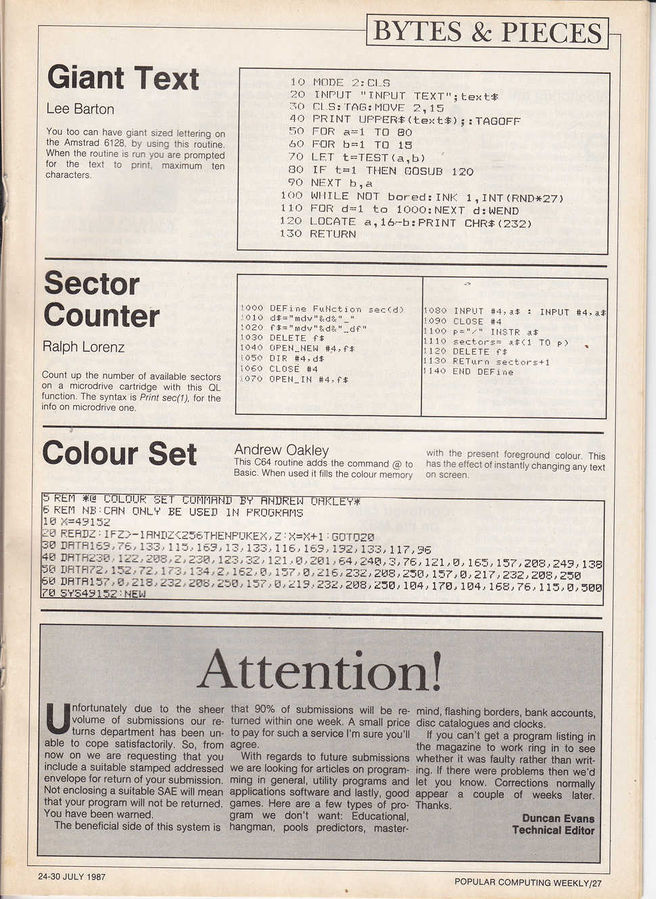 BYTES & PIECES
Giant Text
Lee Barton
You too can have giant sized lettering on
the Amstrad 6128, by using this routine.
When the routine is run you are prompted
for the text to print, maximum ten
characters.
10 MODE 2:CLS
20 INPUT "INPUT TEXT";text$
30 CLS:TAG:MOVE 2,15
40 PRINT UPPER$(text$);:TAGOFF
50 FOR a=1 TO 80
60 FOR b=1 TO 15
70 LET t=TEST(a,b)
80 IF t=1 THEN GOSUB 120
90 NEXT b,a
100 WHILE NOT bored:INK 1,INT(RND*27)
110 FOR d=1 to 1000:NEXT d:WEND
120 LOCATE a,16-b:PRINT CHR$(232)
130 RETURN
Sector
Counter
Ralph Lorenz
Count up the number of available sectors
on a microdrive cartridge with this QL
function. The syntax is Print sec(1), for the
info on microdrive one.
1000 DEFine FuNction sec(d)
1010 d$="mdv"&d&"_"
1020 f$="mdv"&d&"_df"
1030 DELETE f$
1040 OPEN_NEW #4,f$
1050 DIR #4,d$
1060 CLOSE #4
1070 OPEN_IN #4,f$
1080 INPUT #4,a$ : INPUT #4,a$
1090 CLOSE #4
1100 p="/" INSTR a$
1110 sectors= a$(1 TO p)
1120 DELETE f$
1130 RETurn sectors+1
1140 END DEFine
Colour Set
Andrew Oakley
This C64 routine adds the command @ to
Basic. When used it fills the colour memory
with the present foreground colour. This
has the effect of instantly changing any text
on screen.
5 REM *@ COLOUR SET COMMAND BY ANDREW OAKLEY*
6 REM NB:CAN ONLY BE USED IN PROGRAMS
10 X=49152
20 READZ:IFZ>-1ANDZ<256THENPOKEX,Z:X=X+1:GOTO20
30 DATA169,76,133,115,169,13,133,116,169,192,133,117,96
40 DATA230,122,208,2,230,123,32,121,0,201,64,240,3,76,121,0,165,157,208,249,138
50 DATA72,152,72,173,134,2,162,0,157,0,216,232,208,250,157,0,217,232,208,250
60 DATA157,0,218,232,208,250,157,0,219,232,208,250,104,170,104,168,76,115,0,500
70 SYS49152:NEW
Attention!
Unfortunately due to the sheer
volume of submissions our re-
turns department has been un-
able to cope satisfactorily. So, from
now on we are requesting that you
include a suitable stamped addressed
envelope for return of your submission.
Not enclosing a suitable SAE will mean
that your program will not be returned.
You have been warned.
The beneficial side of this system is
that 90% of submissions will be re-
turned within one week. A small price
to pay for such a service I'm sure you'll
agree.
With regards to future submissions
we are looking for articles on program-
ming in general, utility programs and
applications software and lastly, good
games. Here are a few types of pro-
gram we don't want: Educational,
hangman, pools predictors, master-
mind, flashing borders, bank accounts,
disc catalogues and clocks.
If you can't get a program listing in
the magazine to work ring in to see
whether it was faulty rather than writ-
ing. If there were problems then we'd
let you know. Corrections normally
appear a couple of weeks later.
Thanks.
Duncan Evans
Technical Editor
24-30 JULY 1987
POPULAR COMPUTING WEEKLY/27